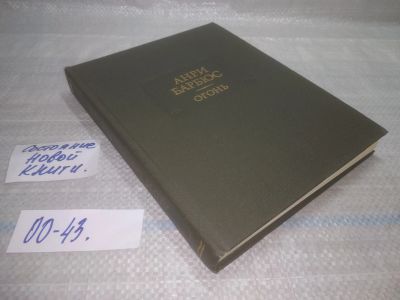 АНРИ
БАРБЮС
ОГОНЬ
СОСТОЯНИЕ
НОВОЙ
КНИГИ.
00-43.